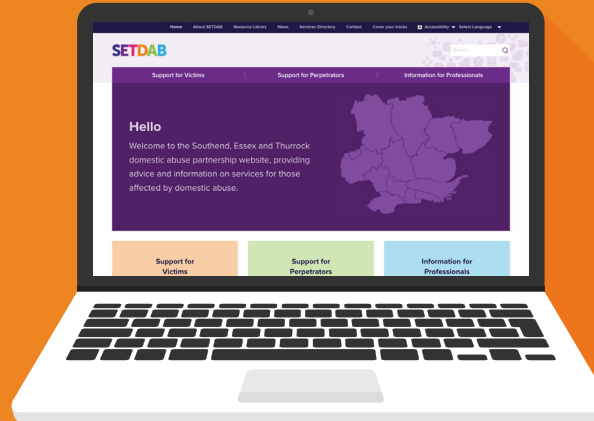 Home About SETDAB Resource Library News Services Directory Contact Cover your tracks Accessibility Select Language
SETDAB
Search...
Support for Victims Support for Perpetrators Information for Professionals
Hello
Welcome to the Southend, Essex and Thurrock
domestic abuse partnership website, providing
advice and information on services for those
affected by domestic abuse.
Support for Support for Information for
Victims Perpetrators Professionals